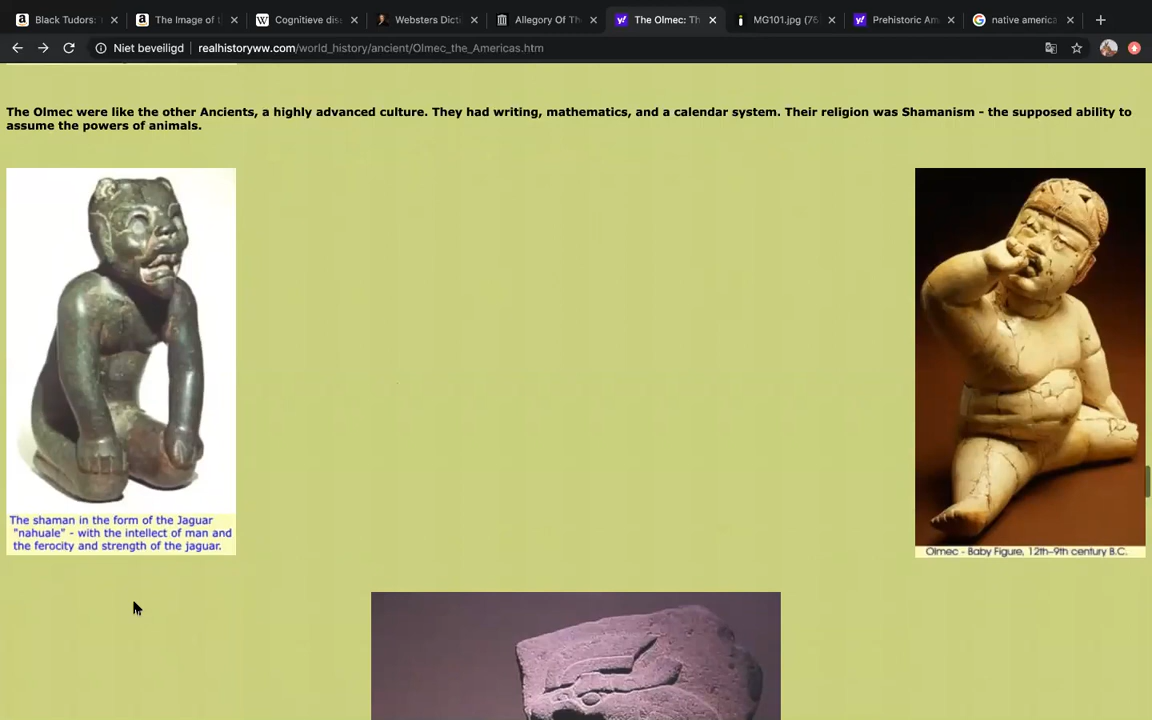 Black Tudors:
The Image of t
Cognitieve dis
Websters Dicti
Allegory Of Th
The Olmec: Th
MG101.jpg (76
Prehistoric Am
native america
Niet beveiligd
realhistoryww.com/world_history/ancient/Olmec_the_Americas.htm
The Olmec were like the other Ancients, a highly advanced culture. They had writing, mathematics, and a calendar system. Their religion was Shamanism - the supposed ability to
assume the powers of animals.
The shaman in the form of the Jaguar
"nahuale" - with the intellect of man and
the ferocity and strength of the jaguar.
Olmec - Baby Figure, 12th-9th century B.C.